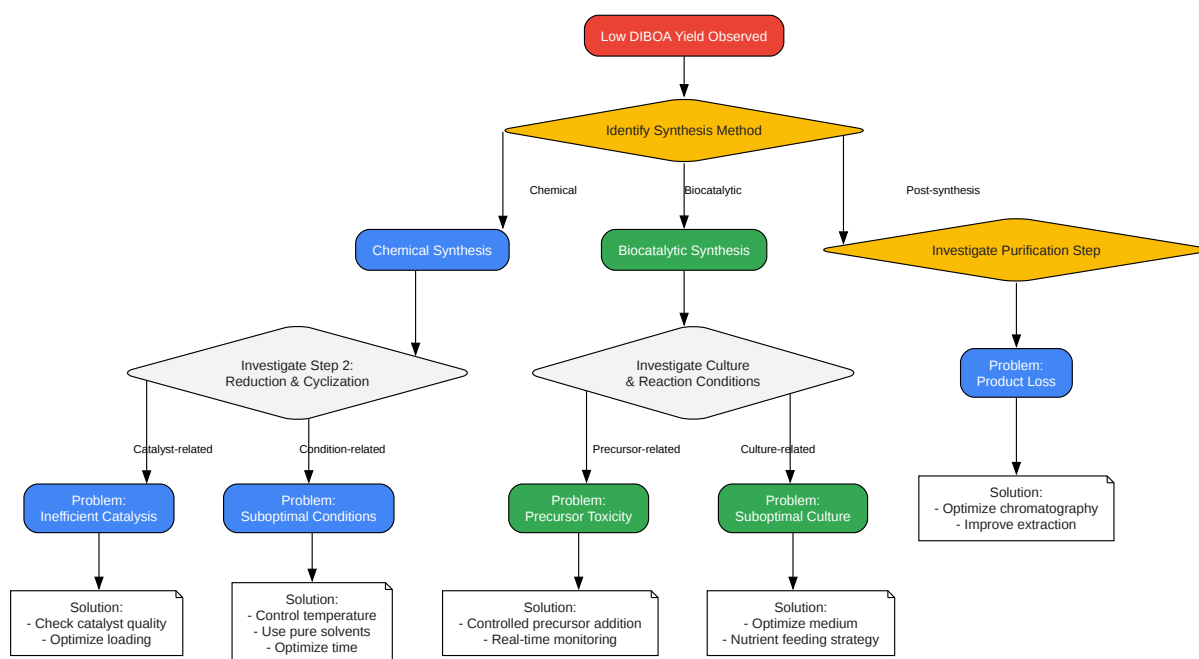 Low DIBOA Yield Observed
Identify Synthesis Method
Chemical
Biocatalytic
Post-synthesis
Chemical Synthesis
Biocatalytic Synthesis
Investigate Purification Step
Investigate Step 2:
Reduction & Cyclization
Investigate Culture
& Reaction Conditions
Problem:
Product Loss
Catalyst-related
Condition-related
Precursor-related
Culture-related
Problem:
Inefficient Catalysis
Problem:
Suboptimal Conditions
Problem:
Precursor Toxicity
Problem:
Suboptimal Culture
Solution:
- Optimize chromatography
- Improve extraction
Solution:
- Check catalyst quality
- Optimize loading
Solution:
- Control temperature
- Use pure solvents
- Optimize time
Solution:
- Controlled precursor addition
- Real-time monitoring
Solution:
- Optimize medium
- Nutrient feeding strategy